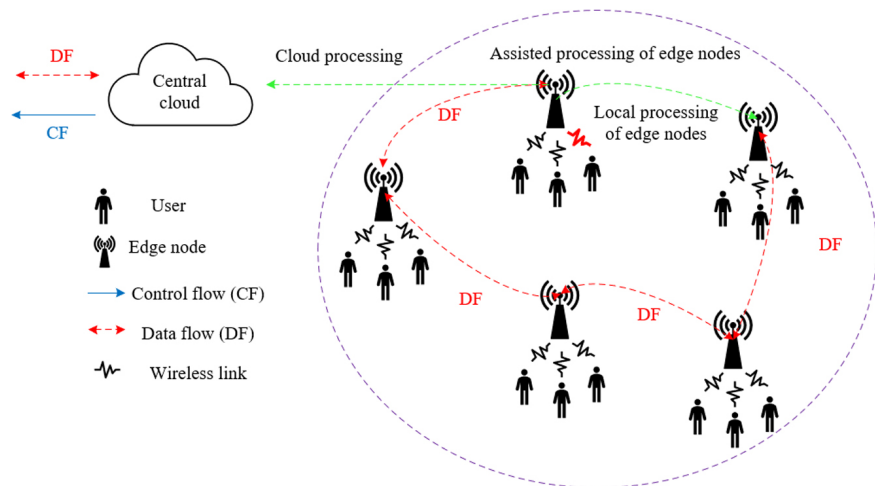 DF
Central
cloud
CF
Cloud processing
Assisted processing of edge nodes
Local processing
of edge nodes
DF
DF
DF
DF
User
Edge node
Control flow (CF)
Data flow (DF)
Wireless link